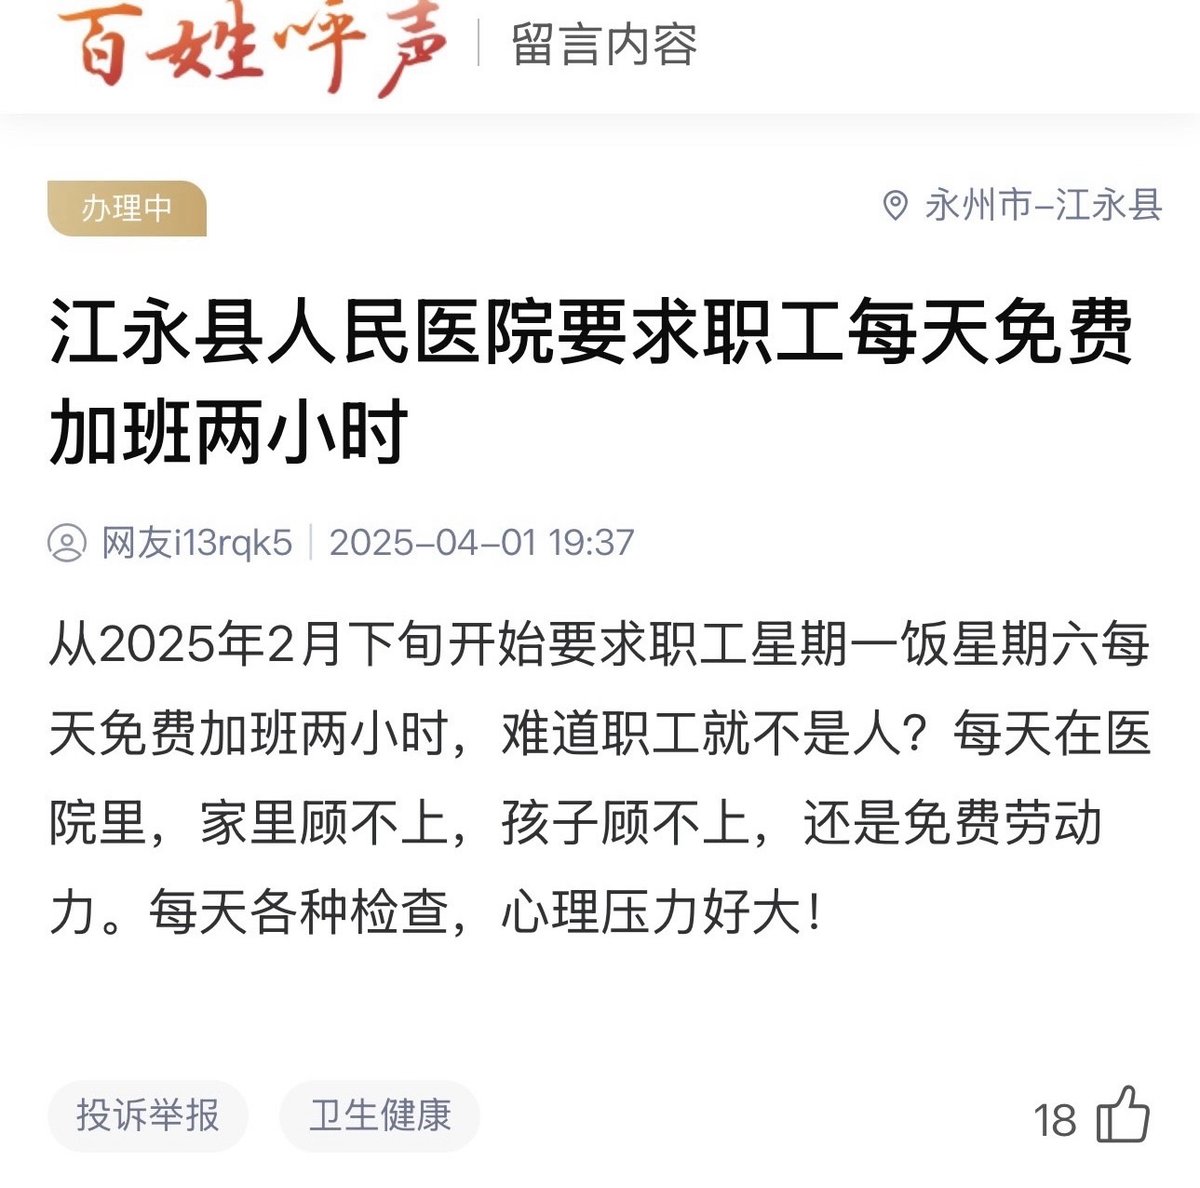 百姓呼声 留言内容
办理中 永州市-江永县
江永县人民医院要求职工每天免费
加班两小时
网友i13rqk5 2025-04-01 19:37
从2025年2月下旬开始要求职工星期一饭星期六每
天免费加班两小时，难道职工就不是人？每天在医
院里，家里顾不上，孩子顾不上，还是免费劳动
力。每天各种检查，心理压力好大！
投诉举报 卫生健康 18